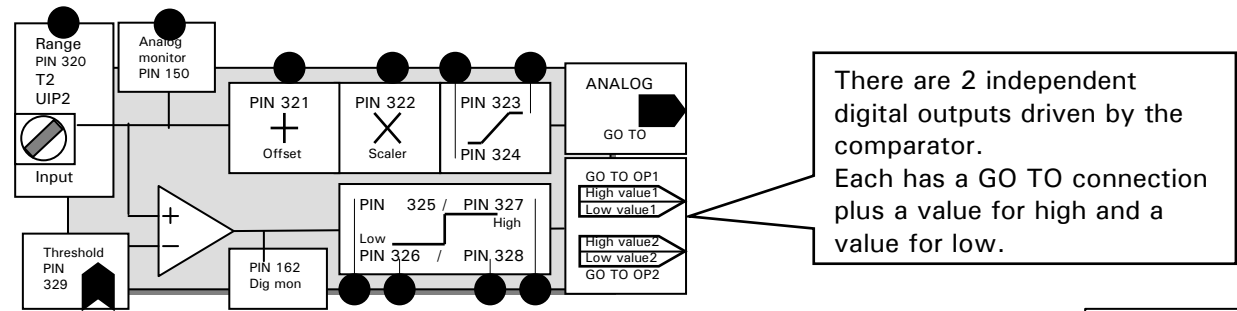 Range
PIN 320
T2
UIP2
Input
Analog
monitor
PIN 150
PIN 321
+
Offset
PIN 322
X
Scaler
PIN 323
PIN 324
ANALOG
GO TO
GO TO OP1
High value1
Low value1
High value2
Low value2
GO TO OP2
+
−
Threshold
PIN
329
PIN 162
Dig mon
PIN 325 / PIN 327
High
Low
PIN 326 / PIN 328
There are 2 independent
digital outputs driven by the
comparator.
Each has a GO TO connection
plus a value for high and a
value for low.